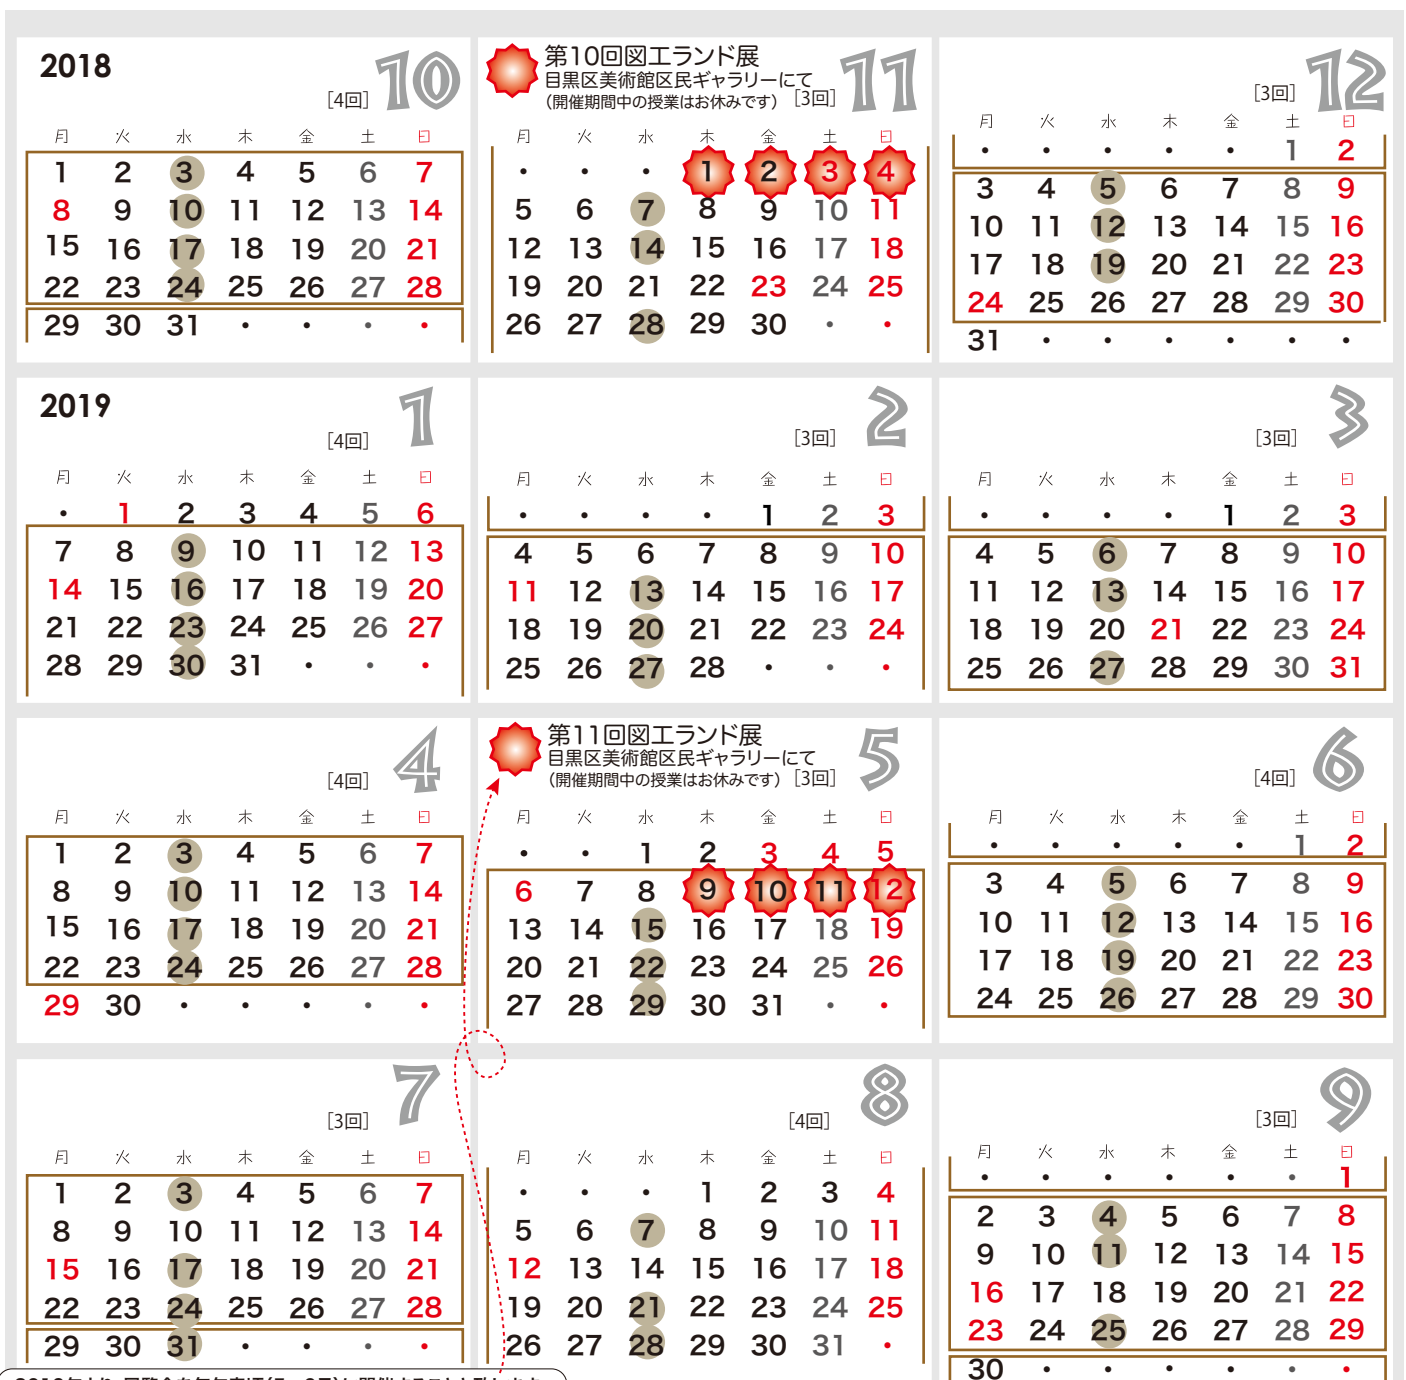 2018
10
[4回]
月 火 水 木 金 土 日
1 2 3 4 5 6 7
8 9 10 11 12 13 14
15 16 17 18 19 20 21
22 23 24 25 26 27 28
29 30 31 • • • •
第10回図工ランド展
11
目黒区美術館区民ギャラリーにて
(開催期間中の授業はお休みです) [3回]
月 火 水 木 金 土 日
• • • 1 2 3 4
5 6 7 8 9 10 11
12 13 14 15 16 17 18
19 20 21 22 23 24 25
26 27 28 29 30 • •
12
[3回]
月 火 水 木 金 土 日
• • • • • 1 2
3 4 5 6 7 8 9
10 11 12 13 14 15 16
17 18 19 20 21 22 23
24 25 26 27 28 29 30
31 • • • • • •
2019
1
[4回]
月 火 水 木 金 土 日
• 1 2 3 4 5 6
7 8 9 10 11 12 13
14 15 16 17 18 19 20
21 22 23 24 25 26 27
28 29 30 31 • • •
2
[3回]
月 火 水 木 金 土 日
• • • • 1 2 3
4 5 6 7 8 9 10
11 12 13 14 15 16 17
18 19 20 21 22 23 24
25 26 27 28 • • •
3
[3回]
月 火 水 木 金 土 日
• • • • 1 2 3
4 5 6 7 8 9 10
11 12 13 14 15 16 17
18 19 20 21 22 23 24
25 26 27 28 29 30 31
4
[4回]
月 火 水 木 金 土 日
1 2 3 4 5 6 7
8 9 10 11 12 13 14
15 16 17 18 19 20 21
22 23 24 25 26 27 28
29 30 • • • • •
第11回図工ランド展
5
目黒区美術館区民ギャラリーにて
(開催期間中の授業はお休みです) [3回]
月 火 水 木 金 土 日
• • 1 2 3 4 5
6 7 8 9 10 11 12
13 14 15 16 17 18 19
20 21 22 23 24 25 26
27 28 29 30 31 • •
6
[4回]
月 火 水 木 金 土 日
• • • • • 1 2
3 4 5 6 7 8 9
10 11 12 13 14 15 16
17 18 19 20 21 22 23
24 25 26 27 28 29 30
7
[3回]
月 火 水 木 金 土 日
1 2 3 4 5 6 7
8 9 10 11 12 13 14
15 16 17 18 19 20 21
22 23 24 25 26 27 28
29 30 31 • • • •
8
[4回]
月 火 水 木 金 土 日
• • • 1 2 3 4
5 6 7 8 9 10 11
12 13 14 15 16 17 18
19 20 21 22 23 24 25
26 27 28 29 30 31 •
9
[3回]
月 火 水 木 金 土 日
• • • • • • 1
2 3 4 5 6 7 8
9 10 11 12 13 14 15
16 17 18 19 20 21 22
23 24 25 26 27 28 29
30 • • • • • •